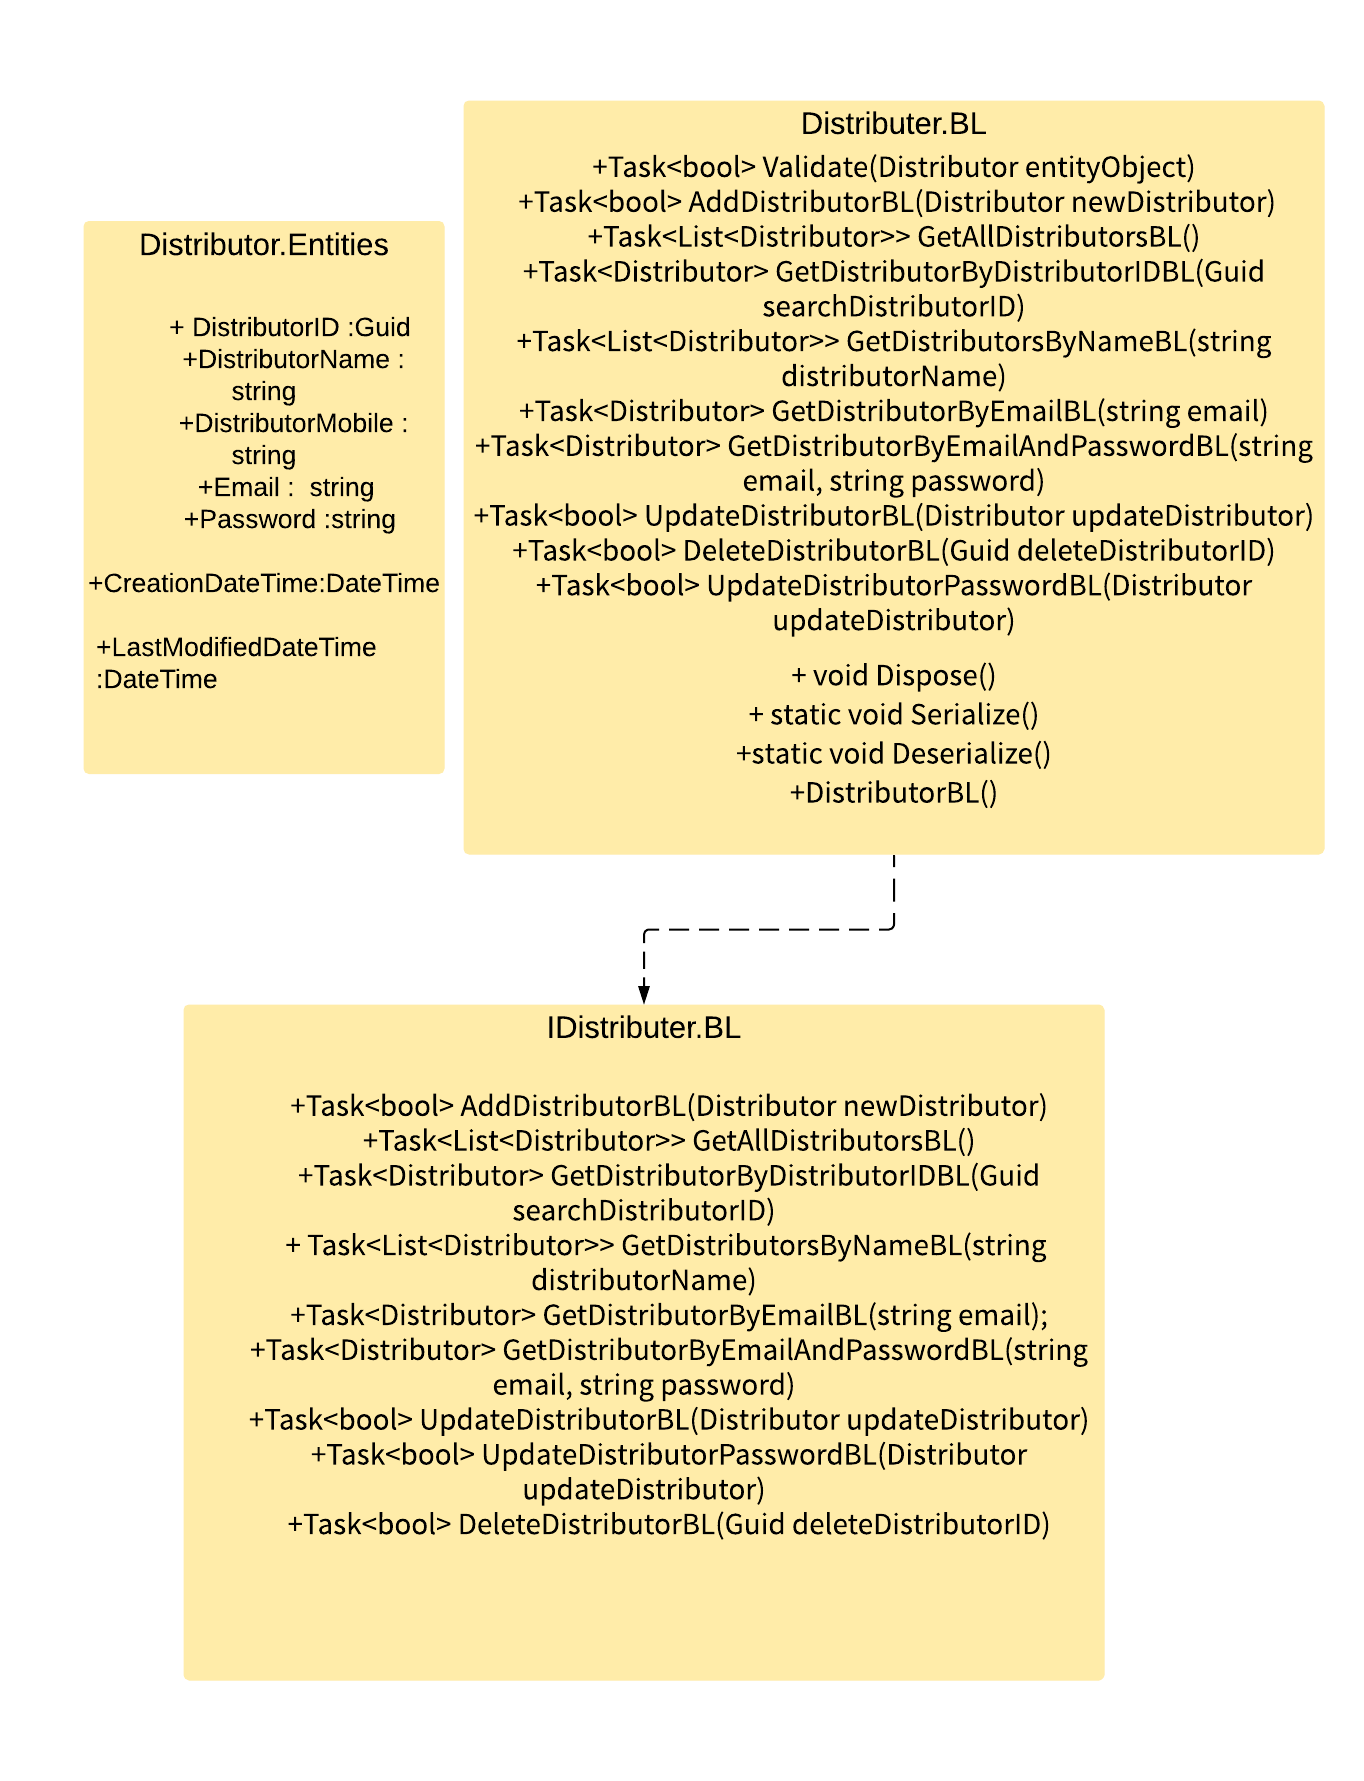 Distributer.BL
+Task<bool> Validate(Distributor entityObject)
+Task<bool> AddDistributorBL(Distributor newDistributor)
+Task<List<Distributor>> GetAllDistributorsBL()
+Task<Distributor> GetDistributorByDistributorIDBL(Guid
searchDistributorID)
+Task<List<Distributor>> GetDistributorsByNameBL(string
distributorName)
+Task<Distributor> GetDistributorByEmailBL(string email)
+Task<Distributor> GetDistributorByEmailAndPasswordBL(string
email, string password)
+Task<bool> UpdateDistributorBL(Distributor updateDistributor)
+Task<bool> DeleteDistributorBL(Guid deleteDistributorID)
+Task<bool> UpdateDistributorPasswordBL(Distributor
updateDistributor)
+ void Dispose()
+ static void Serialize()
+static void Deserialize()
+DistributorBL()
Distributor.Entities
+ DistributorID :Guid
+DistributorName :
string
+DistributorMobile :
string
+Email :  string
+Password :string
+CreationDateTime:DateTime
+LastModifiedDateTime
:DateTime
IDistributer.BL
+Task<bool> AddDistributorBL(Distributor newDistributor)
+Task<List<Distributor>> GetAllDistributorsBL()
+Task<Distributor> GetDistributorByDistributorIDBL(Guid
searchDistributorID)
+ Task<List<Distributor>> GetDistributorsByNameBL(string
distributorName)
+Task<Distributor> GetDistributorByEmailBL(string email);
+Task<Distributor> GetDistributorByEmailAndPasswordBL(string
email, string password)
+Task<bool> UpdateDistributorBL(Distributor updateDistributor)
+Task<bool> UpdateDistributorPasswordBL(Distributor
updateDistributor)
+Task<bool> DeleteDistributorBL(Guid deleteDistributorID)